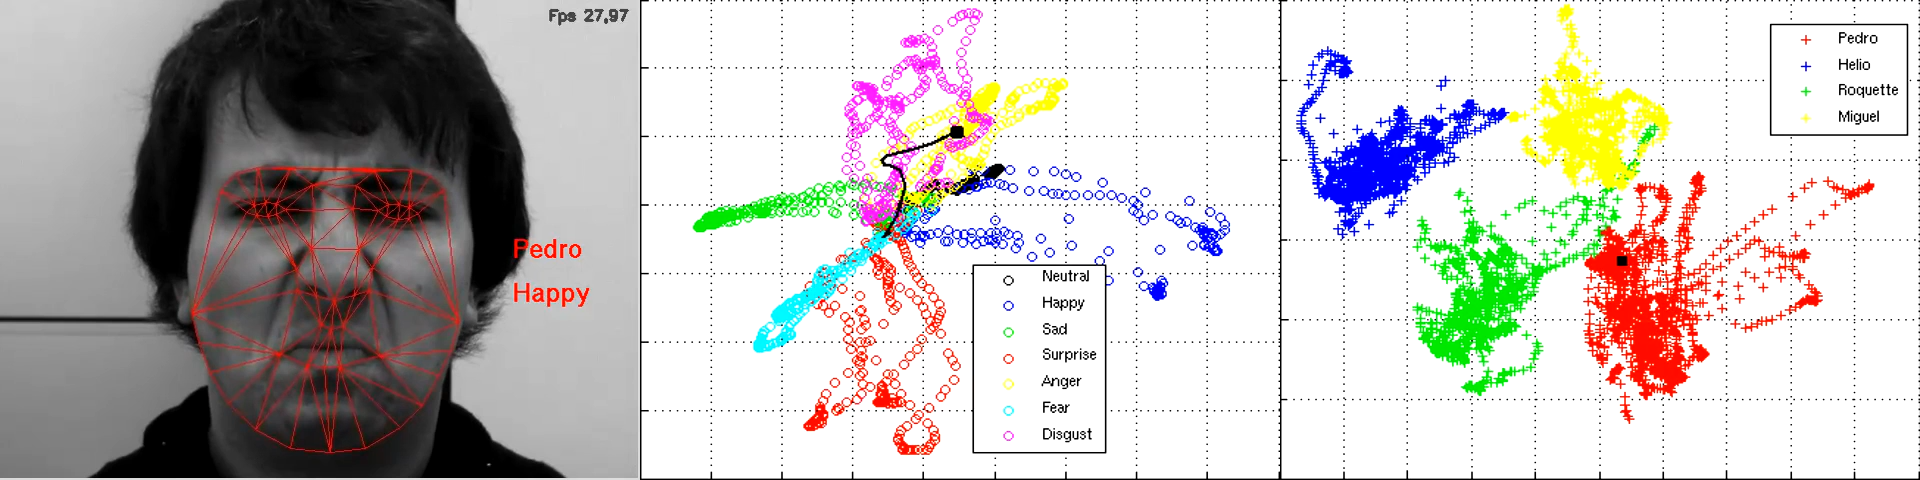 Fps 27,97
Pedro
Happy
Neutral
Happy
Sad
Surprise
Anger
Fear
Disgust
Pedro
Helio
Roquette
Miguel